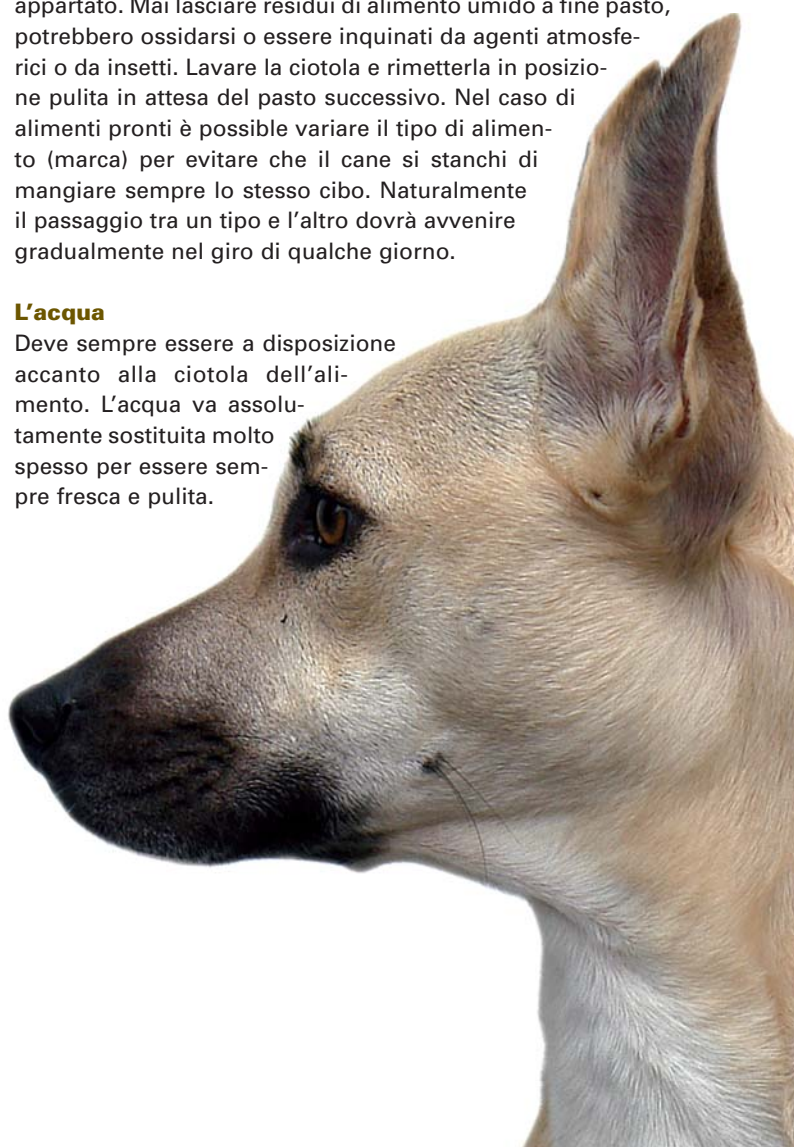 appartato. Mai lasciare residui di alimento umido a fine pasto,
potrebbero ossidarsi o essere inquinati da agenti atmosfe-
rici o da insetti. Lavare la ciotola e rimetterla in posizio-
ne pulita in attesa del pasto successivo. Nel caso di
alimenti pronti è possible variare il tipo di alimen-
to (marca) per evitare che il cane si stanchi di
mangiare sempre lo stesso cibo. Naturalmente
il passaggio tra un tipo e l'altro dovrà avvenire
gradualmente nel giro di qualche giorno.
L'acqua
Deve sempre essere a disposizione
accanto alla ciotola dell'ali-
mento. L'acqua va assolu-
tamente sostituita molto
spesso per essere sem-
pre fresca e pulita.